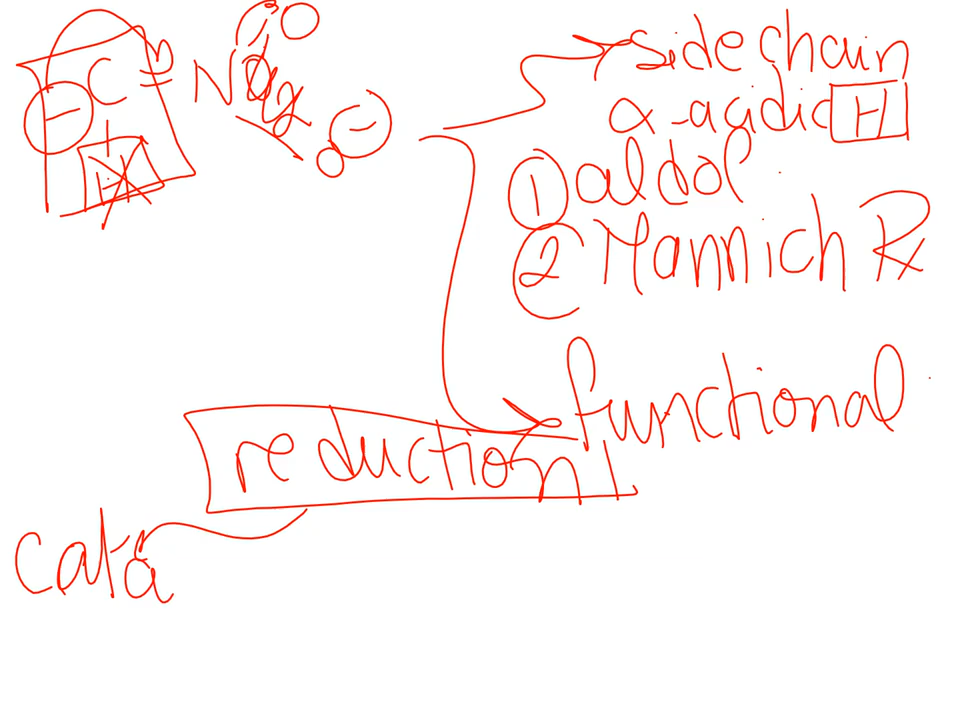 C NO2
Side chain
α-acidic H
① aldol
② Mannich Rx
functional
reduction
cata